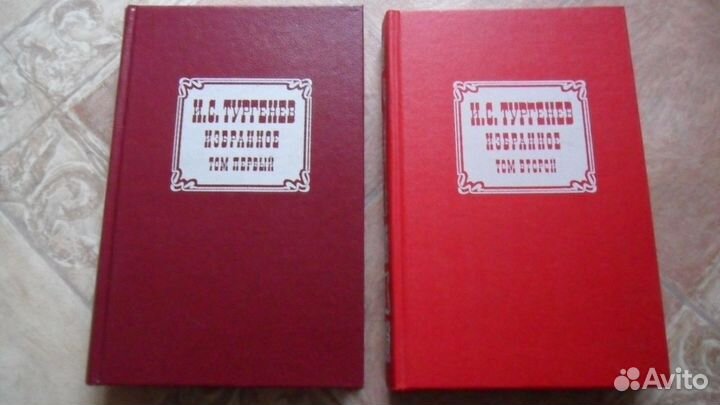 И.С. ТУРГЕНЕВ
ИЗБРАННОЕ
ТОМ ПЕРВЫЙ
И.С. ТУРГЕНЕВ
ИЗБРАННОЕ
ТОМ ВТОРОЙ
Avito